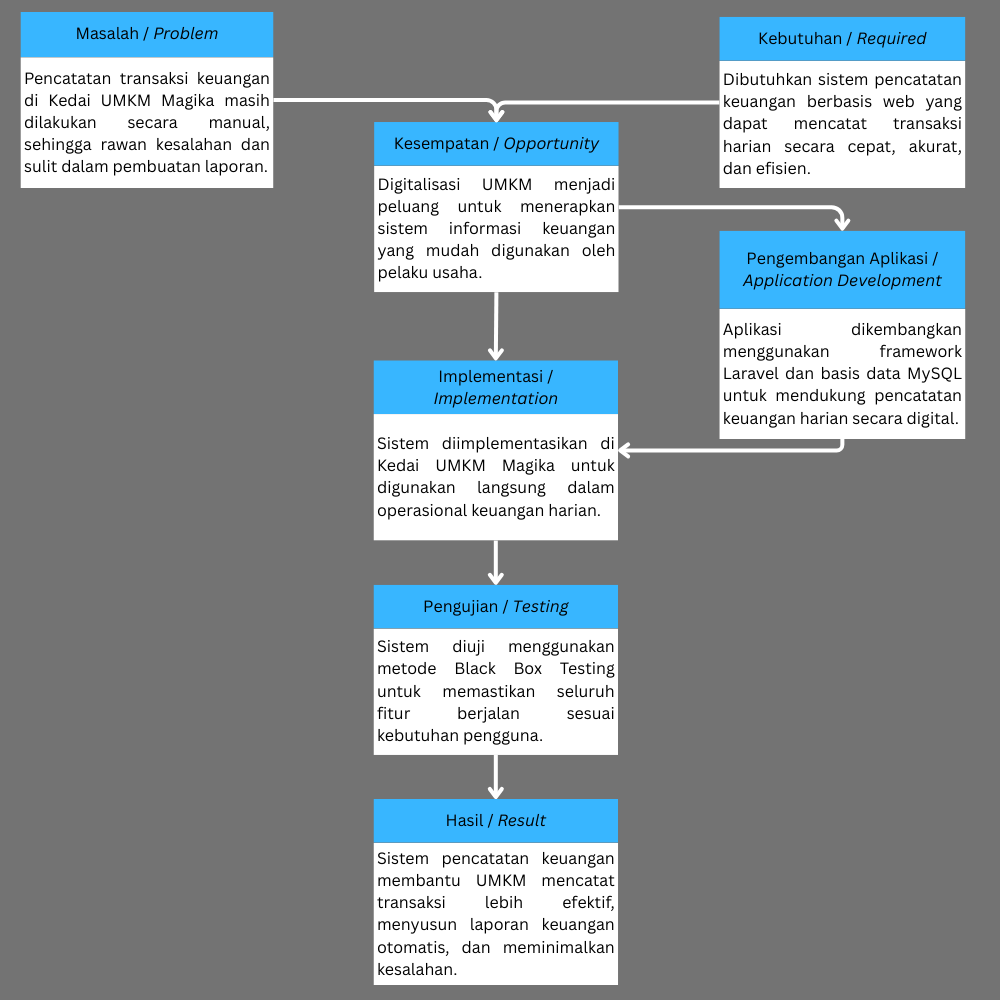 Masalah / Problem
Pencatatan transaksi keuangan
di Kedai UMKM Magika masih
dilakukan secara manual,
sehingga rawan kesalahan dan
sulit dalam pembuatan laporan.
Kebutuhan / Required
Dibutuhkan sistem pencatatan
keuangan berbasis web yang
dapat mencatat transaksi
harian secara cepat, akurat,
dan efisien.
Kesempatan / Opportunity
Digitalisasi UMKM menjadi
peluang untuk menerapkan
sistem informasi keuangan
yang mudah digunakan oleh
pelaku usaha.
Pengembangan Aplikasi /
Application Development
Aplikasi dikembangkan
menggunakan framework
Laravel dan basis data MySQL
untuk mendukung pencatatan
keuangan harian secara digital.
Implementasi /
Implementation
Sistem diimplementasikan di
Kedai UMKM Magika untuk
digunakan langsung dalam
operasional keuangan harian.
Pengujian / Testing
Sistem diuji menggunakan
metode Black Box Testing
untuk memastikan seluruh
fitur berjalan sesuai
kebutuhan pengguna.
Hasil / Result
Sistem pencatatan keuangan
membantu UMKM mencatat
transaksi lebih efektif,
menyusun laporan keuangan
otomatis, dan meminimalkan
kesalahan.